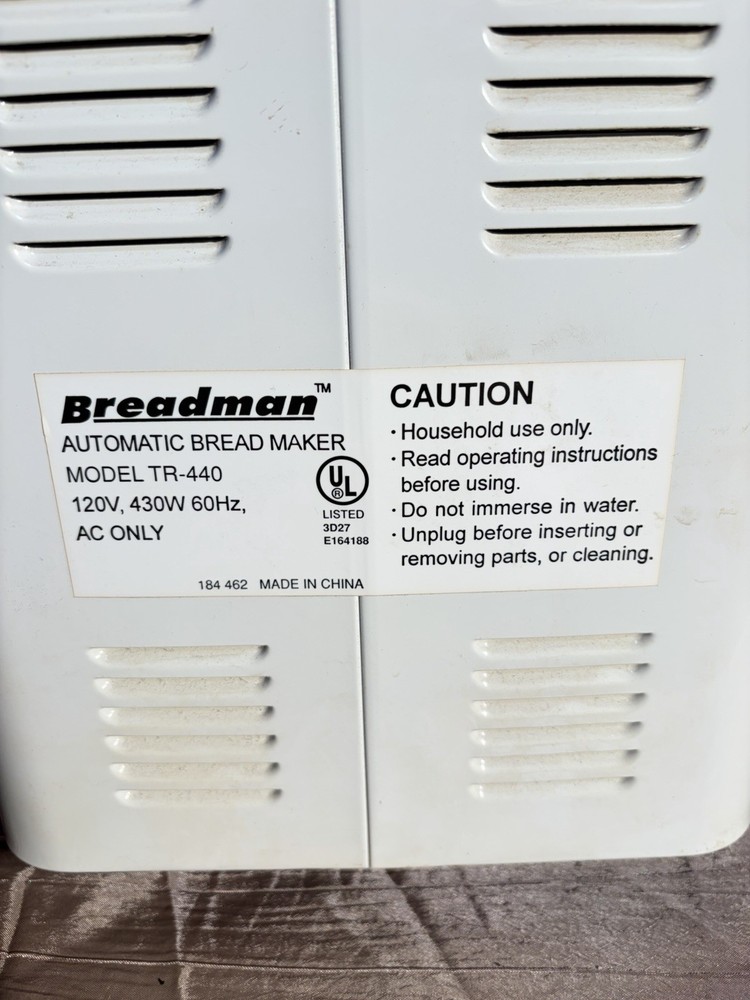 Breadman™
AUTOMATIC BREAD MAKER
MODEL TR-440
120V, 430W 60Hz,
AC ONLY
UL
®
LISTED
3D27
E164188
184 462 MADE IN CHINA
CAUTION
· Household use only.
· Read operating instructions
before using.
· Do not immerse in water.
· Unplug before inserting or
removing parts, or cleaning.